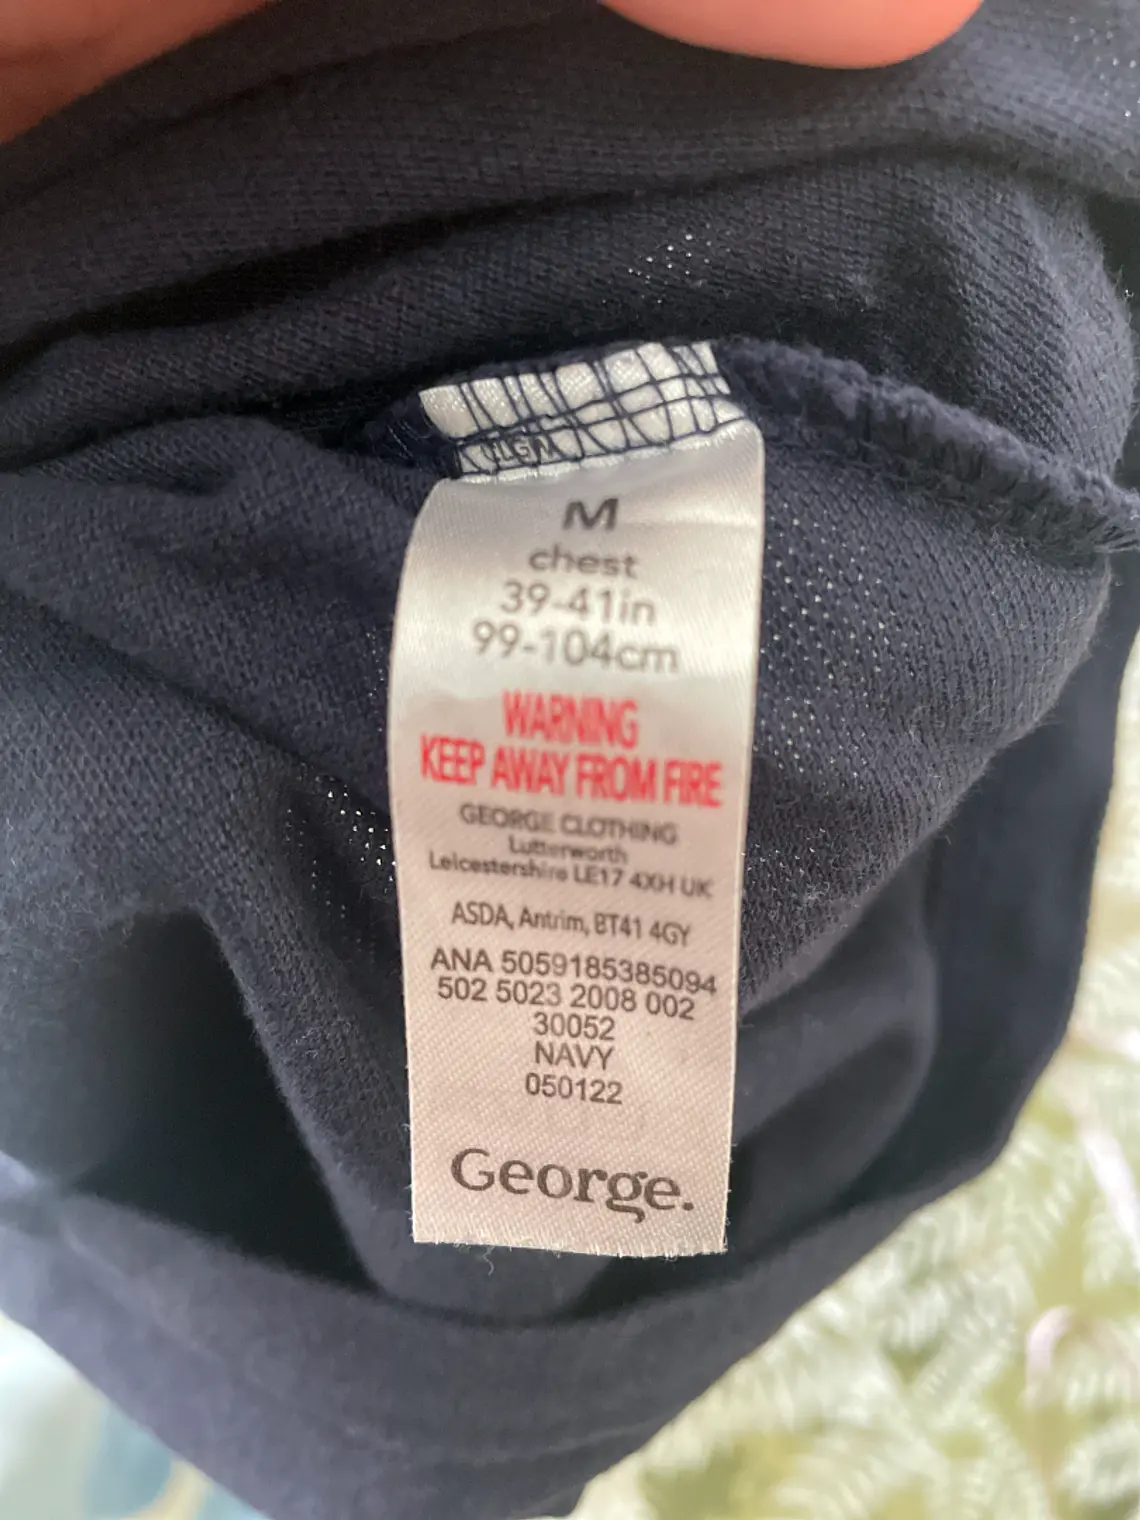 M
chest
39-41in
99-104cm
WARNING
KEEP AWAY FROM FIRE
GEORGE CLOTHING
Lutterworth
Leicestershire LE17 4XH UK
ASDA, Antrim, BT41 4GY
ANA 5059185385094
502 5023 2008 002
30052
NAVY
050122
George.